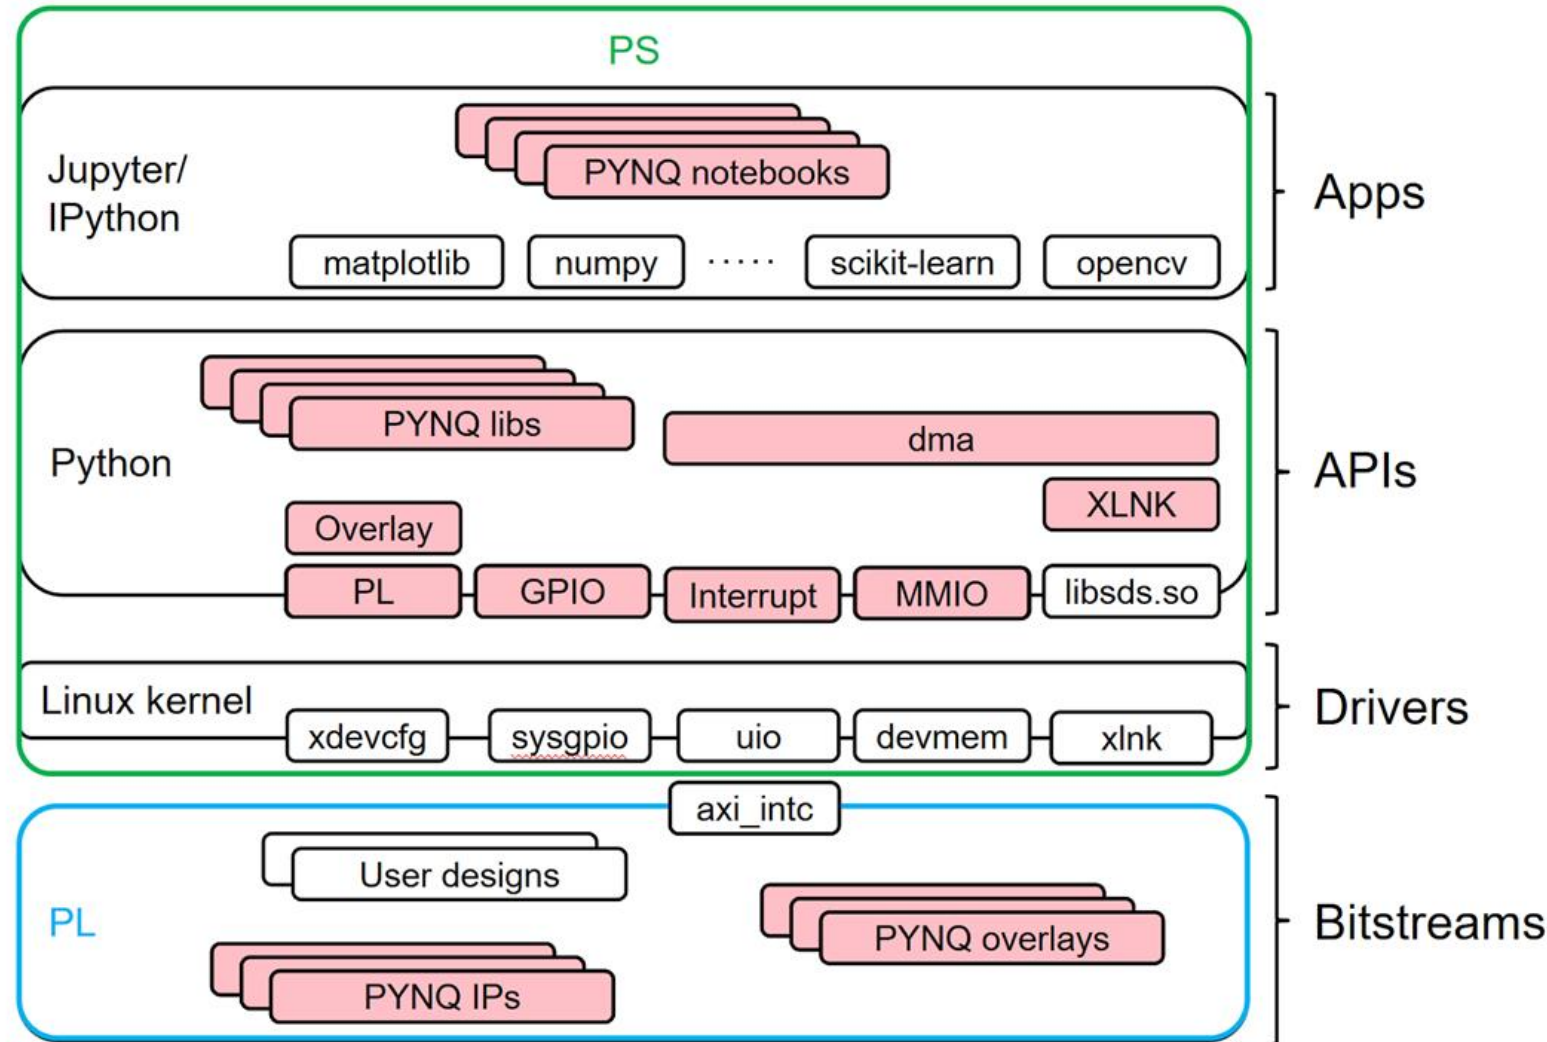 PS
Jupyter/
IPython
PYNQ notebooks
matplotlib
numpy
.....
scikit-learn
opencv
Apps
Python
PYNQ libs
dma
XLNK
Overlay
PL
GPIO
Interrupt
MMIO
libsds.so
APIs
Linux kernel
xdevcfg
sysgpio
uio
devmem
xlnk
Drivers
axi_intc
User designs
PL
PYNQ overlays
PYNQ IPs
Bitstreams